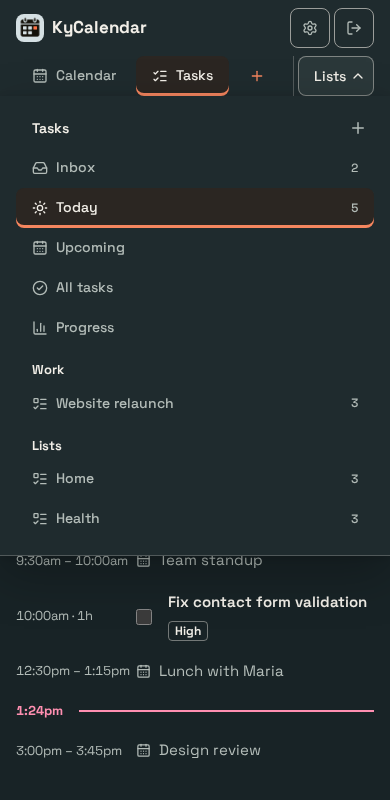 KyCalendar
Calendar Tasks + Lists
Tasks
Inbox 2
Today 5
Upcoming
All tasks
Progress
Work
Website relaunch 3
Lists
Home 3
Health 3
9:30am – 10:00am Team standup
10:00am · 1h Fix contact form validation
High
12:30pm – 1:15pm Lunch with Maria
1:24pm
3:00pm – 3:45pm Design review